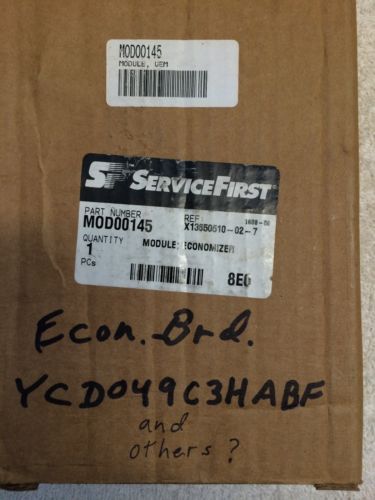 MOD00145
MODULE, UEM
SERVICEFIRST
PART NUMBER
MOD00145
REF:
X13650610-02-7
QUANTITY
1
PCs
MODULE; ECONOMIZER
8E0
Econ. Brd.
YCD049C3HABF
and
others?